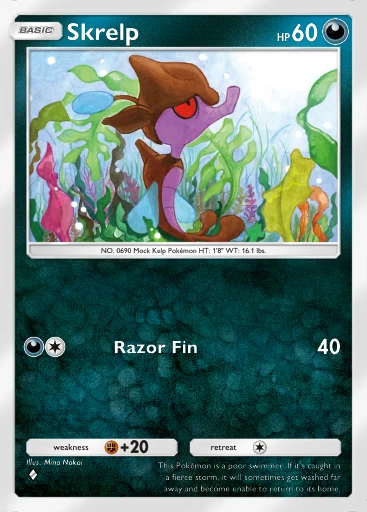 BASIC
Skrelp
HP 60
NO. 0690 Mock Kelp Pokémon HT: 1'8" WT: 16.1 lbs.
Razor Fin 40
weakness +20 retreat
Illus. Mina Nakai
This Pokémon is a poor swimmer. If it's caught in
a fierce storm, it will sometimes get washed
far away and become unable to return to its home.